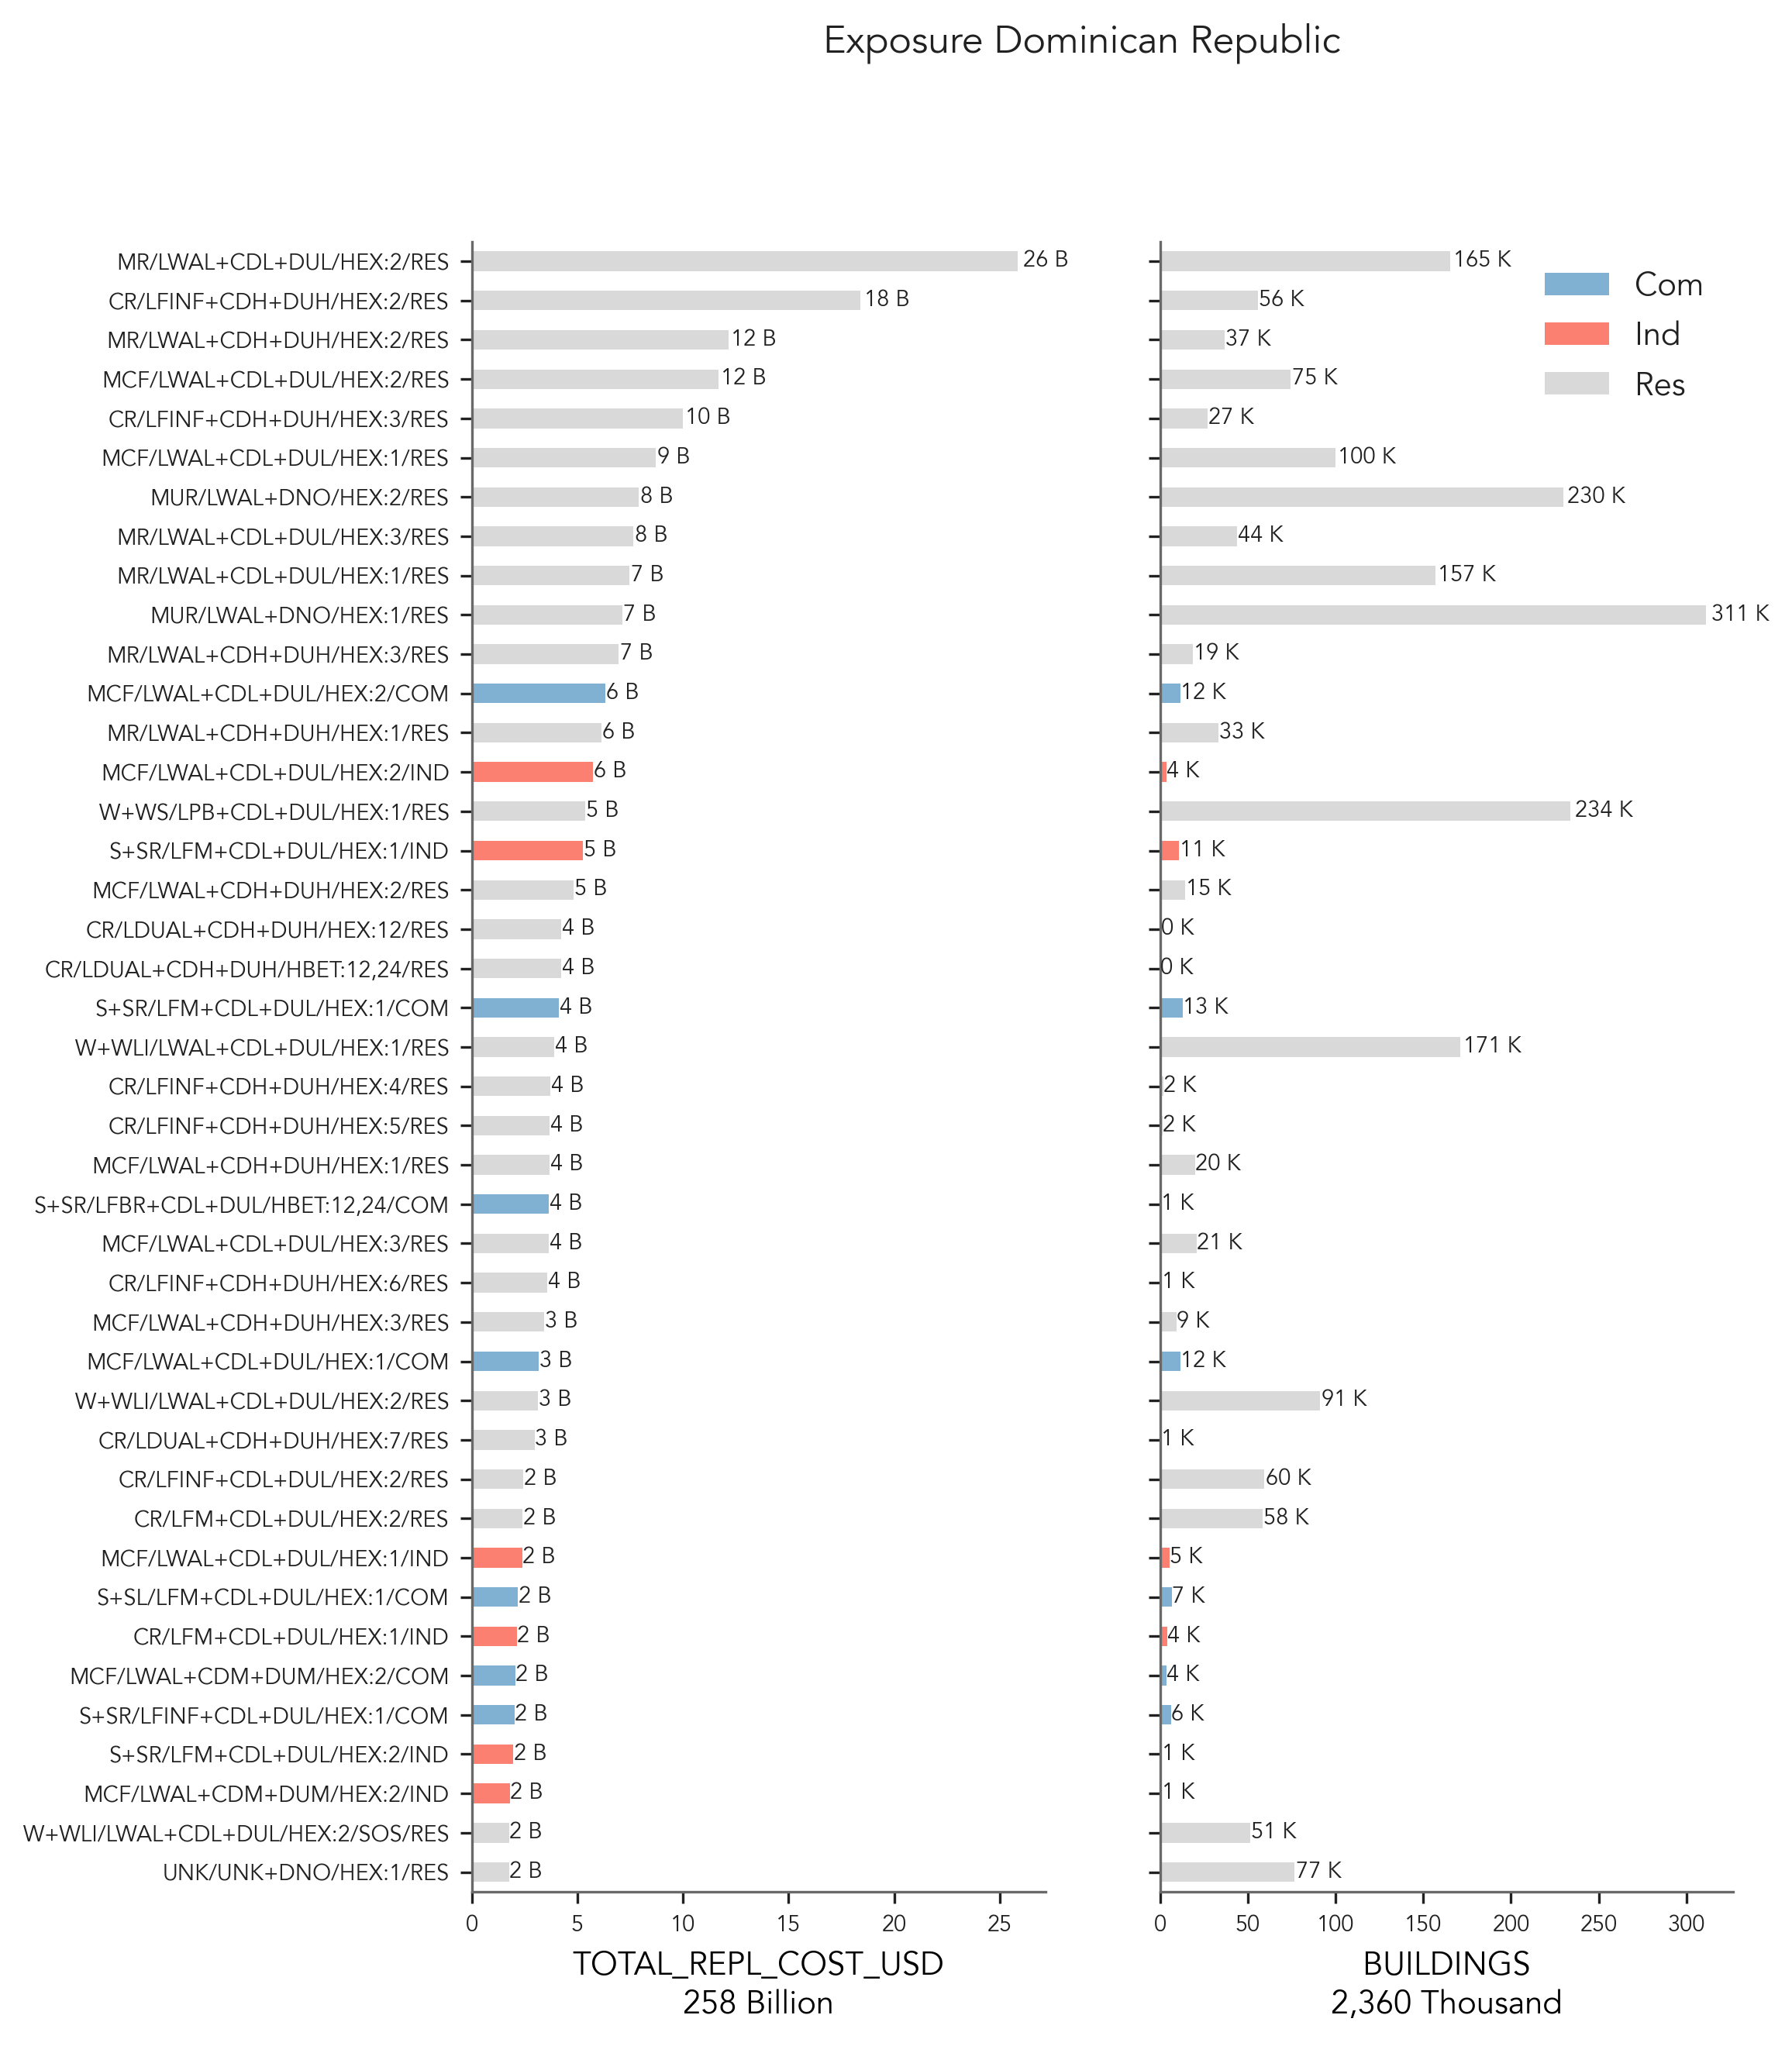 Exposure Dominican Republic
MR/LWAL+CDL+DUL/HEX:2/RES 26 B 165 K
CR/LFINF+CDH+DUH/HEX:2/RES 18 B 56 K
MR/LWAL+CDH+DUH/HEX:2/RES 12 B 37 K
MCF/LWAL+CDL+DUL/HEX:2/RES 12 B 75 K
CR/LFINF+CDH+DUH/HEX:3/RES 10 B 27 K
MCF/LWAL+CDL+DUL/HEX:1/RES 9 B 100 K
MUR/LWAL+DNO/HEX:2/RES 8 B 230 K
MR/LWAL+CDL+DUL/HEX:3/RES 8 B 44 K
MR/LWAL+CDL+DUL/HEX:1/RES 7 B 157 K
MUR/LWAL+DNO/HEX:1/RES 7 B 311 K
MR/LWAL+CDH+DUH/HEX:3/RES 7 B 19 K
MCF/LWAL+CDL+DUL/HEX:2/COM 6 B 12 K
MR/LWAL+CDH+DUH/HEX:1/RES 6 B 33 K
MCF/LWAL+CDL+DUL/HEX:2/IND 6 B 4 K
W+WS/LPB+CDL+DUL/HEX:1/RES 5 B 234 K
S+SR/LFM+CDL+DUL/HEX:1/IND 5 B 11 K
MCF/LWAL+CDH+DUH/HEX:2/RES 5 B 15 K
CR/LDUAL+CDH+DUH/HEX:12/RES 4 B 0 K
CR/LDUAL+CDH+DUH/HBET:12,24/RES 4 B 0 K
S+SR/LFM+CDL+DUL/HEX:1/COM 4 B 13 K
W+WLI/LWAL+CDL+DUL/HEX:1/RES 4 B 171 K
CR/LFINF+CDH+DUH/HEX:4/RES 4 B 2 K
CR/LFINF+CDH+DUH/HEX:5/RES 4 B 2 K
MCF/LWAL+CDH+DUH/HEX:1/RES 4 B 20 K
S+SR/LFBR+CDL+DUL/HBET:12,24/COM 4 B 1 K
MCF/LWAL+CDL+DUL/HEX:3/RES 4 B 21 K
CR/LFINF+CDH+DUH/HEX:6/RES 4 B 1 K
MCF/LWAL+CDH+DUH/HEX:3/RES 3 B 9 K
MCF/LWAL+CDL+DUL/HEX:1/COM 3 B 12 K
W+WLI/LWAL+CDL+DUL/HEX:2/RES 3 B 91 K
CR/LDUAL+CDH+DUH/HEX:7/RES 3 B 1 K
CR/LFINF+CDL+DUL/HEX:2/RES 2 B 60 K
CR/LFM+CDL+DUL/HEX:2/RES 2 B 58 K
MCF/LWAL+CDL+DUL/HEX:1/IND 2 B 5 K
S+SL/LFM+CDL+DUL/HEX:1/COM 2 B 7 K
CR/LFM+CDL+DUL/HEX:1/IND 2 B 4 K
MCF/LWAL+CDM+DUM/HEX:2/COM 2 B 4 K
S+SR/LFINF+CDL+DUL/HEX:1/COM 2 B 6 K
S+SR/LFM+CDL+DUL/HEX:2/IND 2 B 1 K
MCF/LWAL+CDM+DUM/HEX:2/IND 2 B 1 K
W+WLI/LWAL+CDL+DUL/HEX:2/SOS/RES 2 B 51 K
UNK/UNK+DNO/HEX:1/RES 2 B 77 K
Com
Ind
Res
0 5 10 15 20 25
TOTAL_REPL_COST_USD
258 Billion
0 50 100 150 200 250 300
BUILDINGS
2,360 Thousand